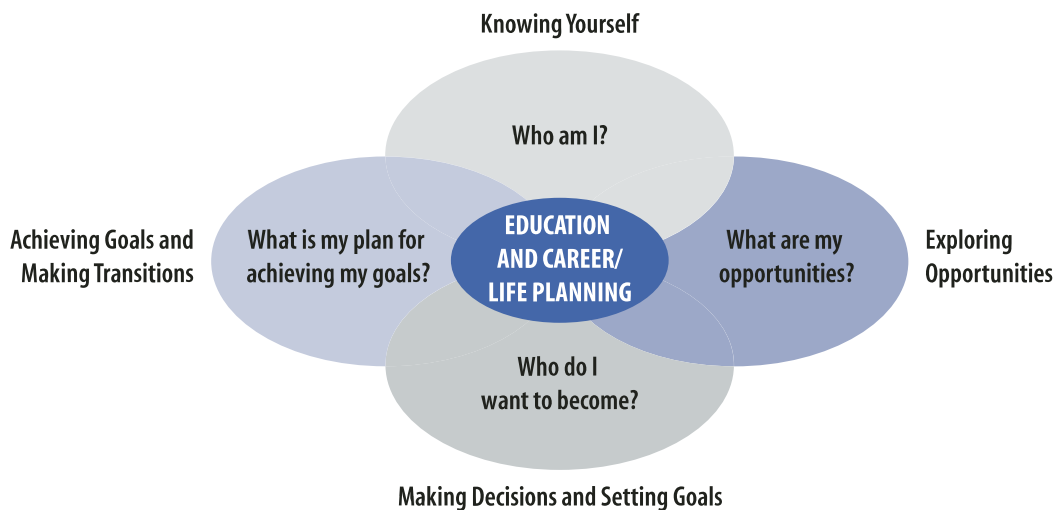 Knowing Yourself
Who am I?
Achieving Goals and
Making Transitions
What is my plan for
achieving my goals?
EDUCATION
AND CAREER/
LIFE PLANNING
What are my
opportunities?
Exploring
Opportunities
Who do I
want to become?
Making Decisions and Setting Goals